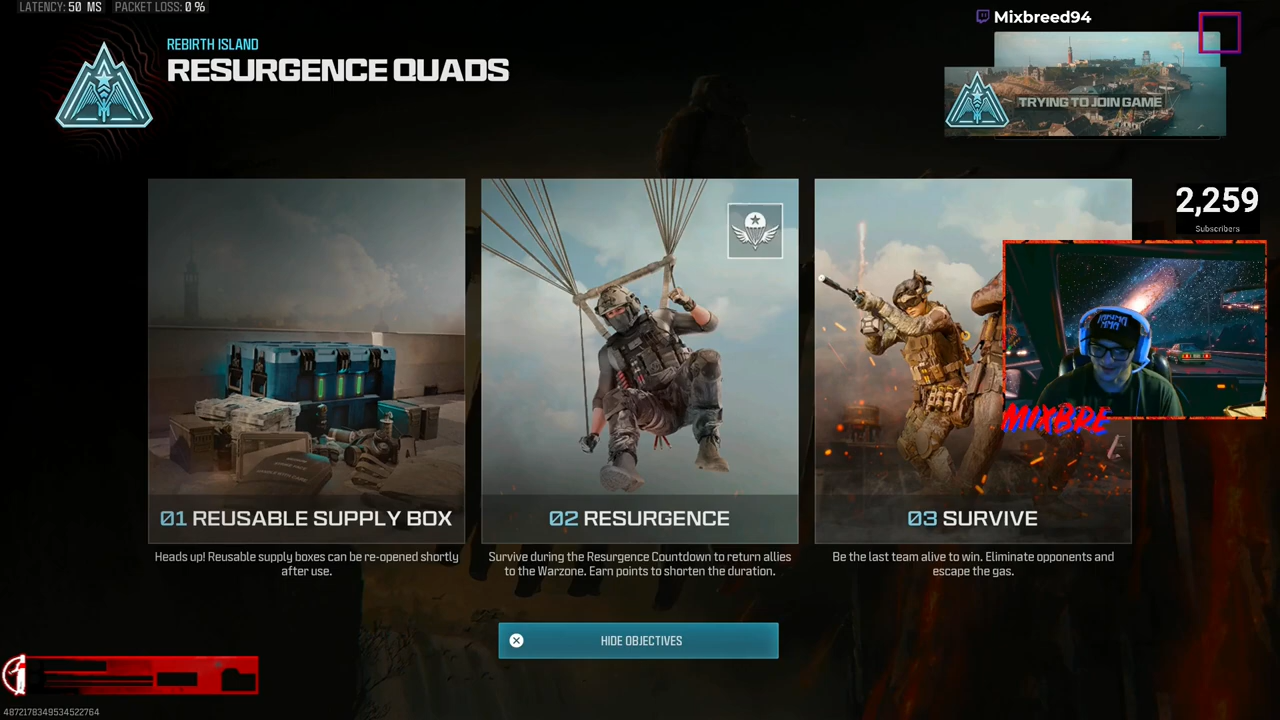 LATENCY: 50 MS PACKET LOSS: 0 %
Mixbreed94
REBIRTH ISLAND
RESURGENCE QUADS
TRYING TO JOIN GAME
2,259
Subscribers
MIXBRE
01 REUSABLE SUPPLY BOX
02 RESURGENCE
03 SURVIVE
Heads up! Reusable supply boxes can be re-opened shortly
after use.
Survive during the Resurgence Countdown to return allies
to the Warzone. Earn points to shorten the duration.
Be the last team alive to win. Eliminate opponents and
escape the gas.
HIDE OBJECTIVES
4872178349534522764